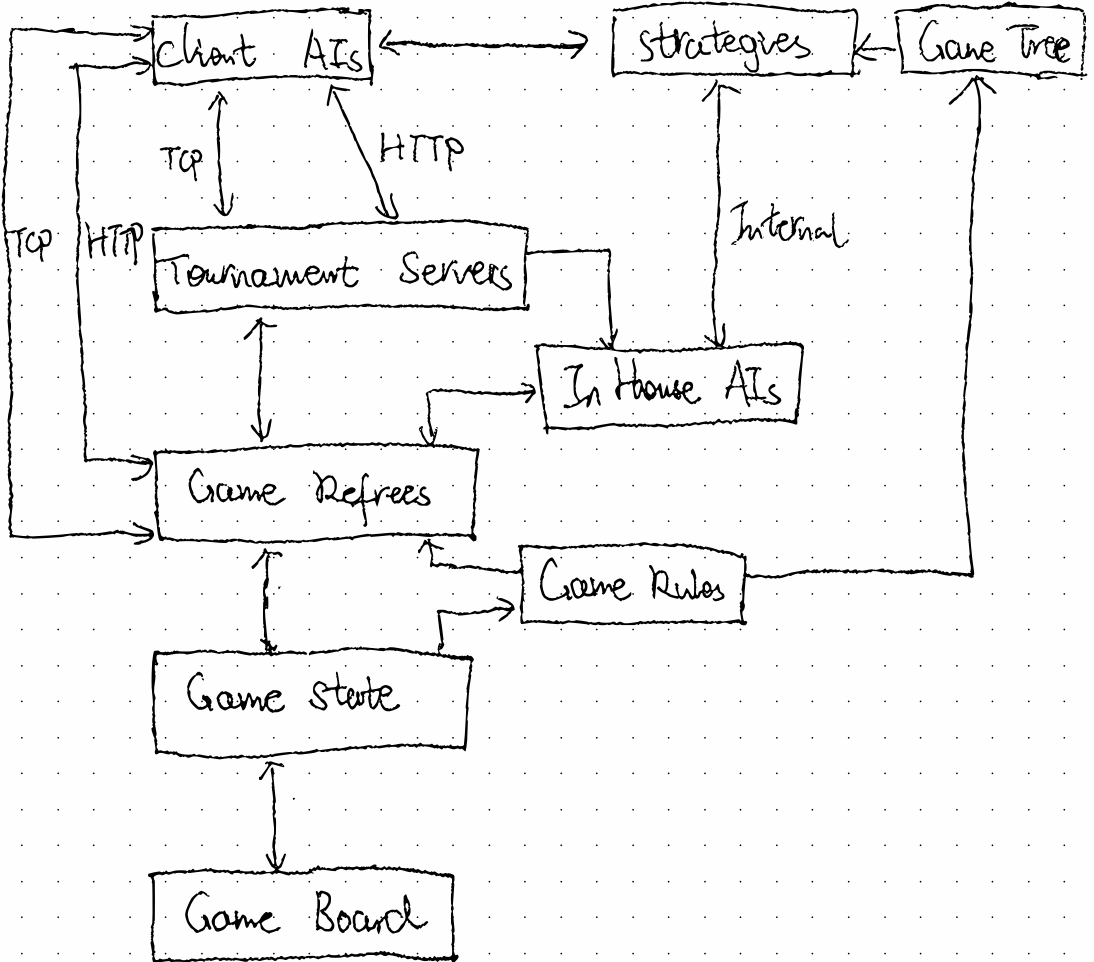 Client AIs
strategies
Game Tree
TCP
HTTP
TCP
HTTP
Internal
Tournament Servers
In House AIs
Game Refrees
Game Rules
Game state
Game Board